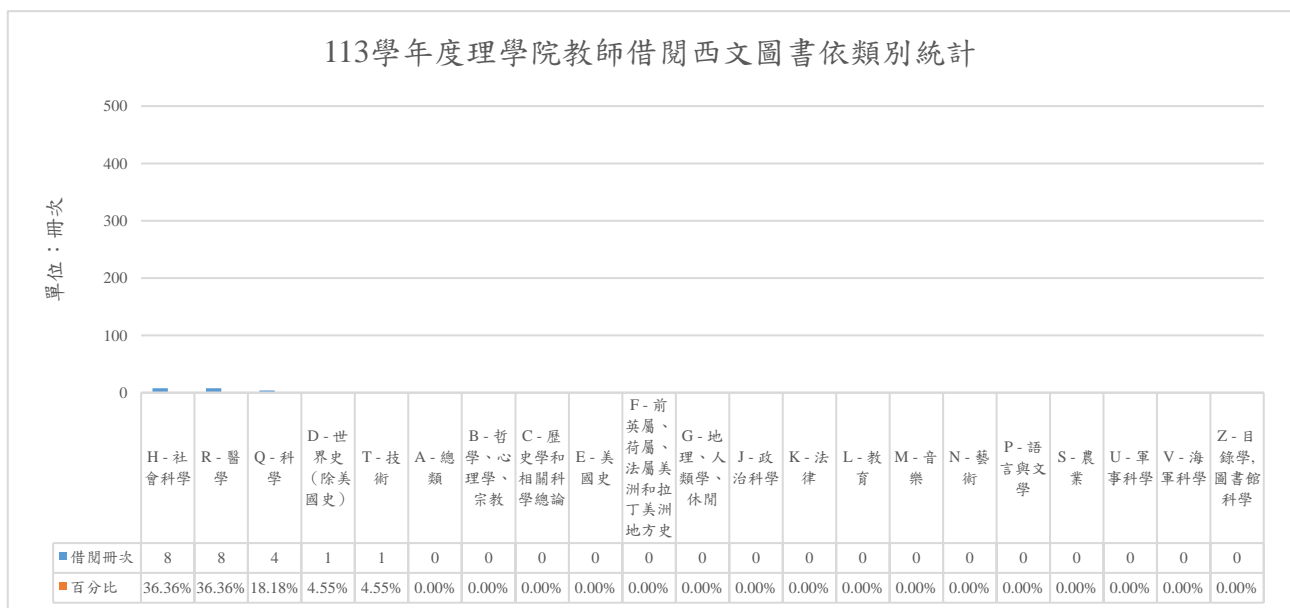 113學年度理學院教師借閱西文圖書依類別統計
單位：冊次
500
400
300
200
100
0
H - 社
會科學
R - 醫
學
Q - 科
學
D - 世
界史
（除美
國史）
T - 技
術
A - 總
類
B - 哲
學、心
理學、
宗教
C - 歷
史學和
相關科
學總論
E - 美
國史
F - 前
英屬、
荷屬、
法屬美
洲和拉
丁美洲
地方史
G - 地
理、人
類學、
休閒
J - 政
治科學
K - 法
律
L - 教
育
M - 音
樂
N - 藝
術
P - 語
言與文
學
S - 農
業
U - 軍
事科學
V - 海
軍科學
Z - 目
錄學,
圖書館
科學
借閱冊次 8 8 4 1 1 0 0 0 0 0 0 0 0 0 0 0 0 0 0 0 0
百分比 36.36% 36.36% 18.18% 4.55% 4.55% 0.00% 0.00% 0.00% 0.00% 0.00% 0.00% 0.00% 0.00% 0.00% 0.00% 0.00% 0.00% 0.00% 0.00% 0.00% 0.00%